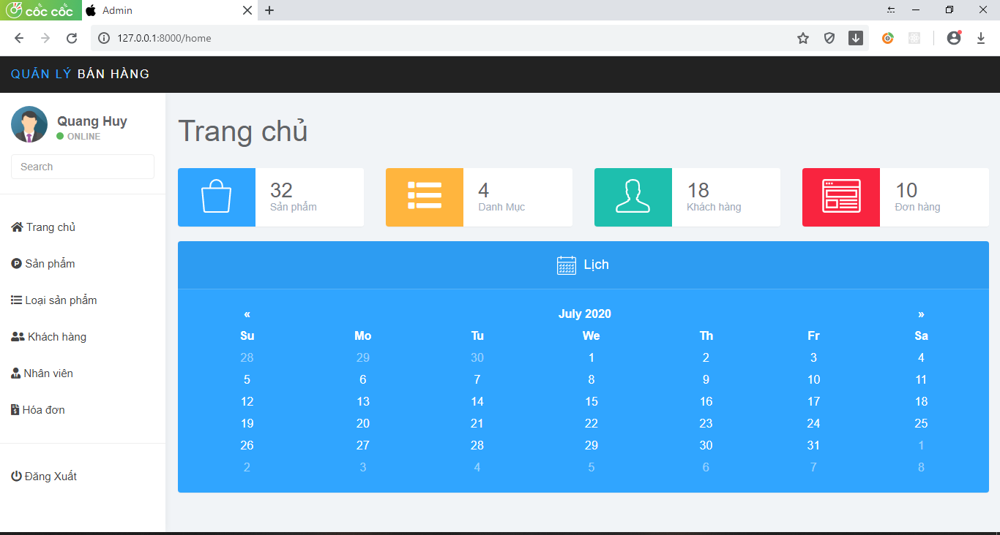 cốc cốc Admin
127.0.0.1:8000/home
QUẢN LÝ BÁN HÀNG
Quang Huy
ONLINE
Search
Trang chủ
Sản phẩm
Loại sản phẩm
Khách hàng
Nhân viên
Hóa đơn
Đăng Xuất
Trang chủ
32
Sản phẩm
4
Danh Mục
18
Khách hàng
10
Đơn hàng
Lịch
« July 2020 »
Su Mo Tu We Th Fr Sa
28 29 30 1 2 3 4
5 6 7 8 9 10 11
12 13 14 15 16 17 18
19 20 21 22 23 24 25
26 27 28 29 30 31 1
2 3 4 5 6 7 8